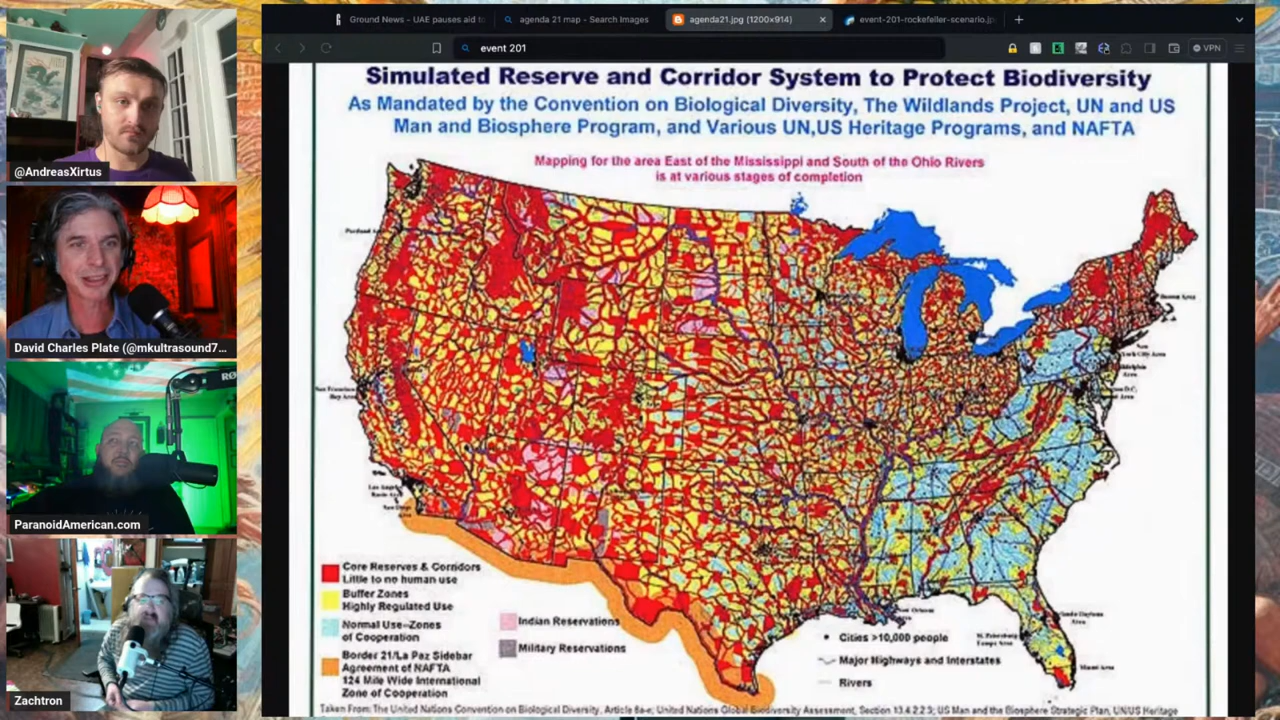 Ground News - UAE pauses aid to
agenda 21 map - Search Images
agenda21.jpg (1200×914)
event-201-rockefeller-scenario.jp
event 201
VPN
@AndreasXirtus
David Charles Plate (@mkultrasound7...
ParanoidAmerican.com
Zachtron
Simulated Reserve and Corridor System to Protect Biodiversity
As Mandated by the Convention on Biological Diversity, The Wildlands Project, UN and US
Man and Biosphere Program, and Various UN,US Heritage Programs, and NAFTA
Mapping for the area East of the Mississippi and South of the Ohio Rivers
is at various stages of completion
Core Reserves & Corridors
Little to no human use
Buffer Zones
Highly Regulated Use
Normal Use--Zones
of Cooperation
Border 21/La Paz Sidebar
Agreement of NAFTA
124 Mile Wide International
Zone of Cooperation
Indian Reservations
Military Reservations
Cities >10,000 people
Major Highways and Interstates
Rivers
San Francisco
Bay Area
Miami Area
Taken From: The United Nations Convention on Biological Diversity, Article 8a-e; United Nations Global Biodiversity Assessment, Section 13.4.2.2.3; US Man and the Biosphere Strategic Plan, UN/US Heritage